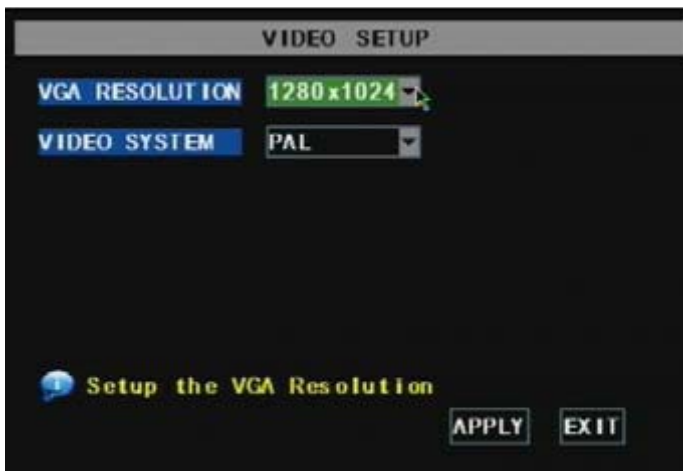 VIDEO SETUP
VGA RESOLUTION 1280x1024
VIDEO SYSTEM PAL
Setup the VGA Resolution
APPLY EXIT